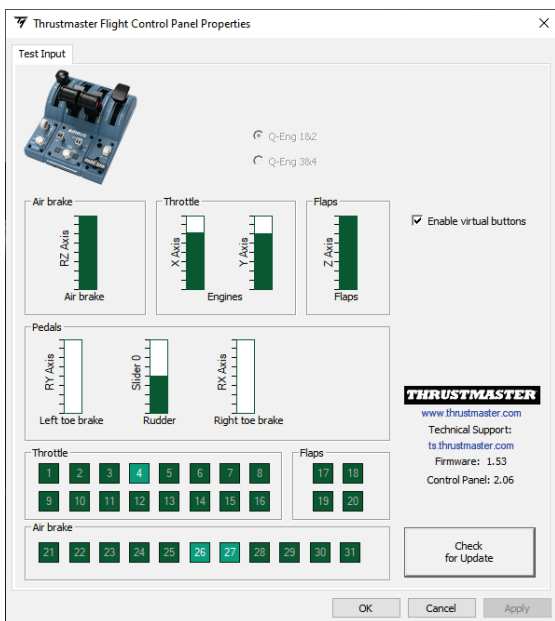 Thrustmaster Flight Control Panel Properties
Test Input
Q-Eng 1&2
Q-Eng 3&4
Air brake
RZ Axis
Air brake
Throttle
X Axis
Y Axis
Engines
Flaps
Z Axis
Flaps
Enable virtual buttons
Pedals
RY Axis
Left toe brake
Slider 0
Rudder
RX Axis
Right toe brake
THRUSTMASTER
www.thrustmaster.com
Technical Support:
ts.thrustmaster.com
Firmware: 1.53
Control Panel: 2.06
Throttle
1 2 3 4 5 6 7 8
9 10 11 12 13 14 15 16
Flaps
17 18
19 20
Air brake
21 22 23 24 25 26 27 28 29 30 31
Check
for Update
OK
Cancel
Apply